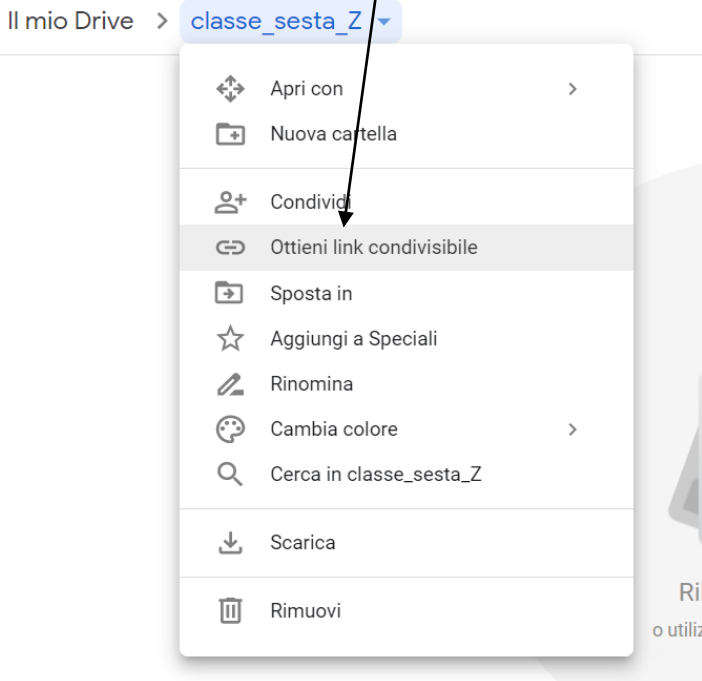 Il mio Drive > classe_sesta_Z
Apri con
Nuova cartella
Condividi
Ottieni link condivisibile
Sposta in
Aggiungi a Speciali
Rinomina
Cambia colore
Cerca in classe_sesta_Z
Scarica
Rimuovi
o